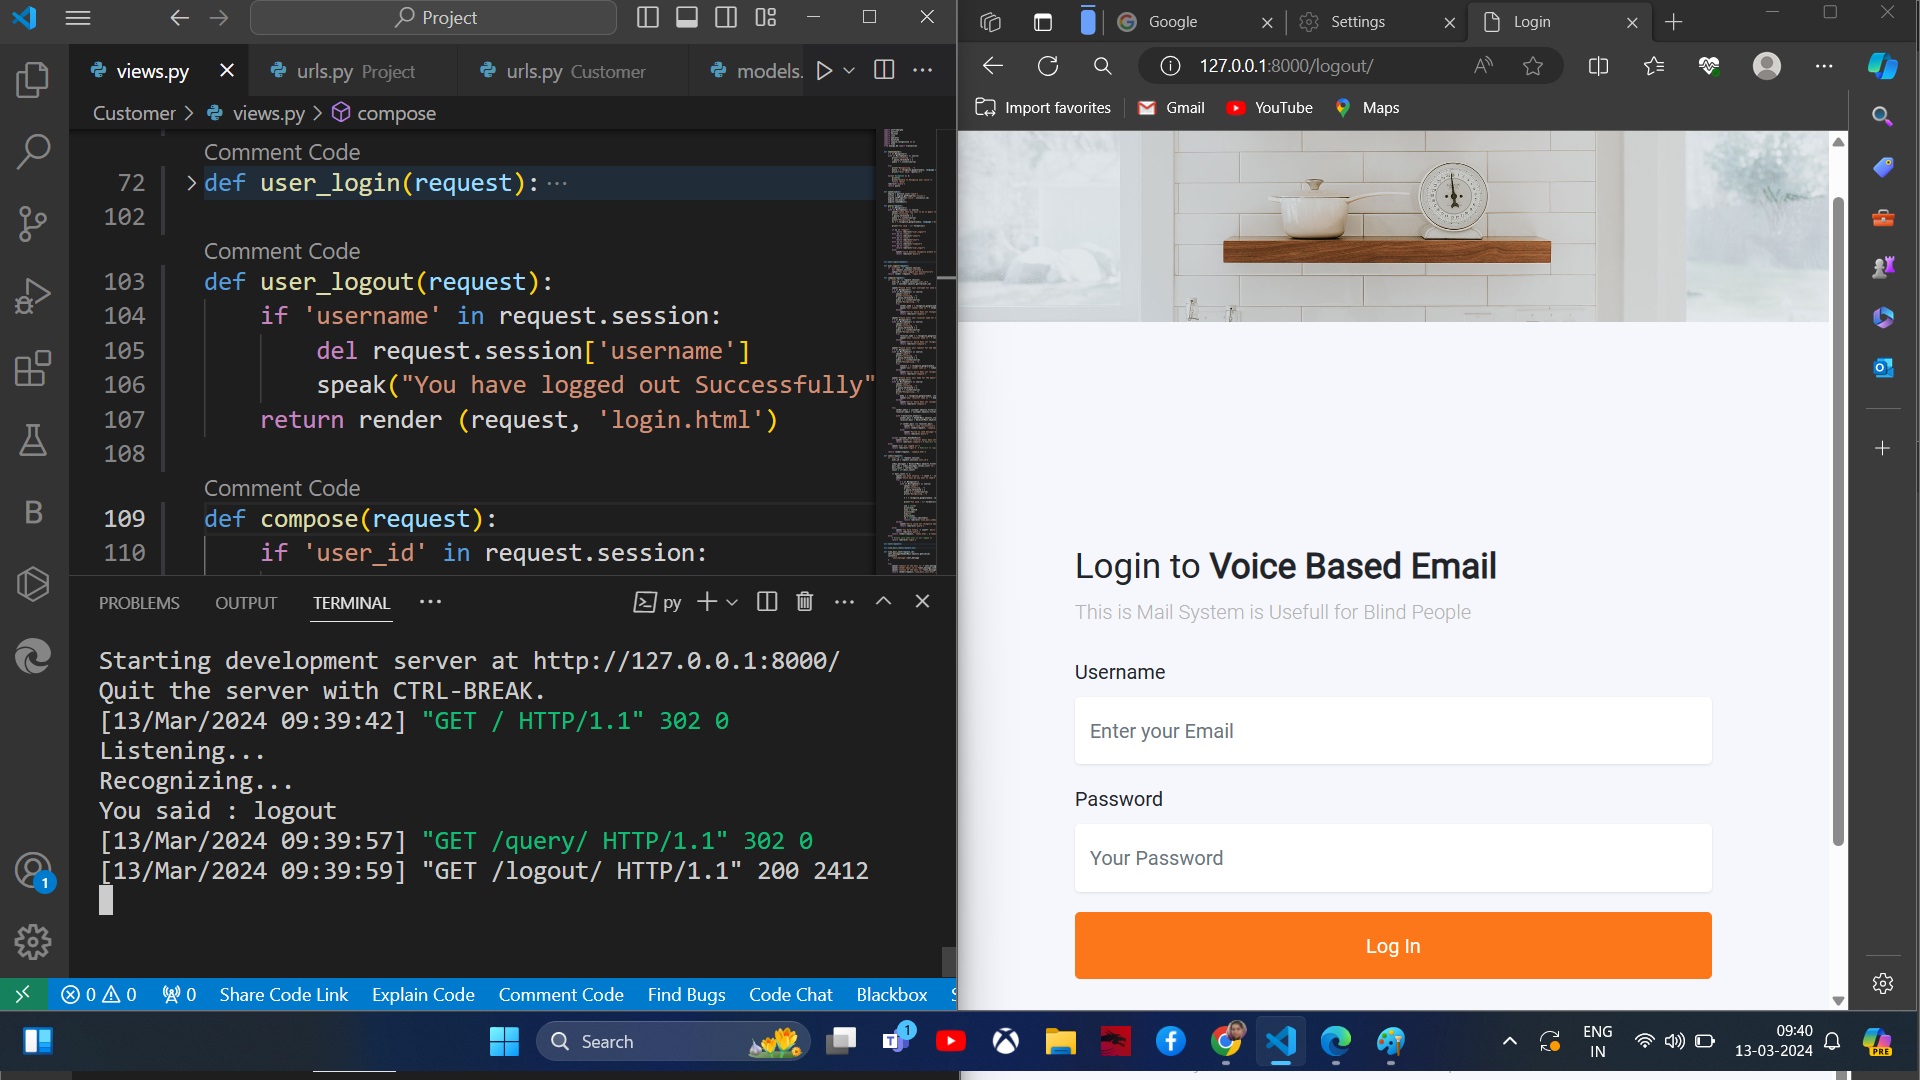 Project
views.py
urls.py Project
urls.py Customer
models.
Customer > views.py > compose
Comment Code
72 def user_login(request): ...
102
Comment Code
103 def user_logout(request):
104 if 'username' in request.session:
105 del request.session['username']
106 speak("You have logged out Successfully"
107 return render (request, 'login.html')
108
Comment Code
109 def compose(request):
110 if 'user_id' in request.session:
PROBLEMS OUTPUT TERMINAL ... py
Starting development server at http://127.0.0.1:8000/
Quit the server with CTRL-BREAK.
[13/Mar/2024 09:39:42] "GET / HTTP/1.1" 302 0
Listening...
Recognizing...
You said : logout
[13/Mar/2024 09:39:57] "GET /query/ HTTP/1.1" 302 0
[13/Mar/2024 09:39:59] "GET /logout/ HTTP/1.1" 200 2412
B
1
0 0 0 Share Code Link Explain Code Comment Code Find Bugs Code Chat Blackbox
Google
Settings
Login
127.0.0.1:8000/logout/
Import favorites Gmail YouTube Maps
Login to Voice Based Email
This is Mail System is Usefull for Blind People
Username
Enter your Email
Password
Your Password
Log In
Search
1
ENG
IN
09:40
13-03-2024
PRE